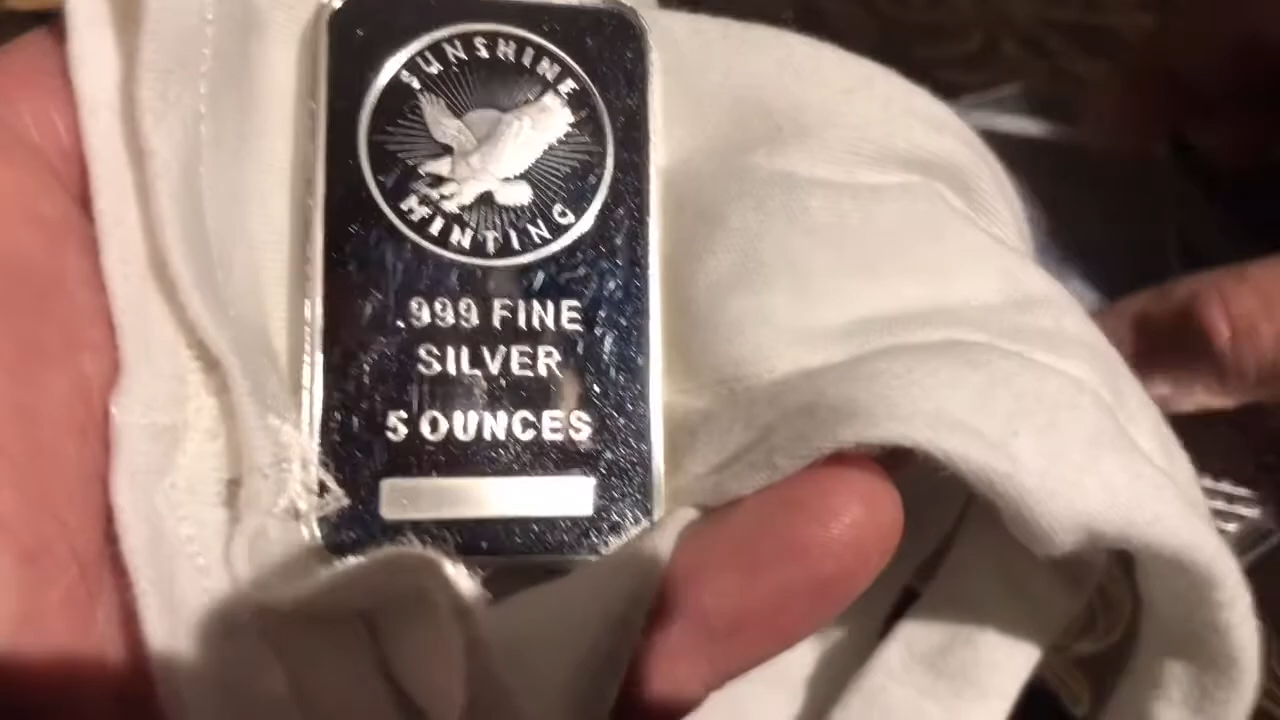 SUNSHINE
MINTING
.999 FINE
SILVER
5 OUNCES